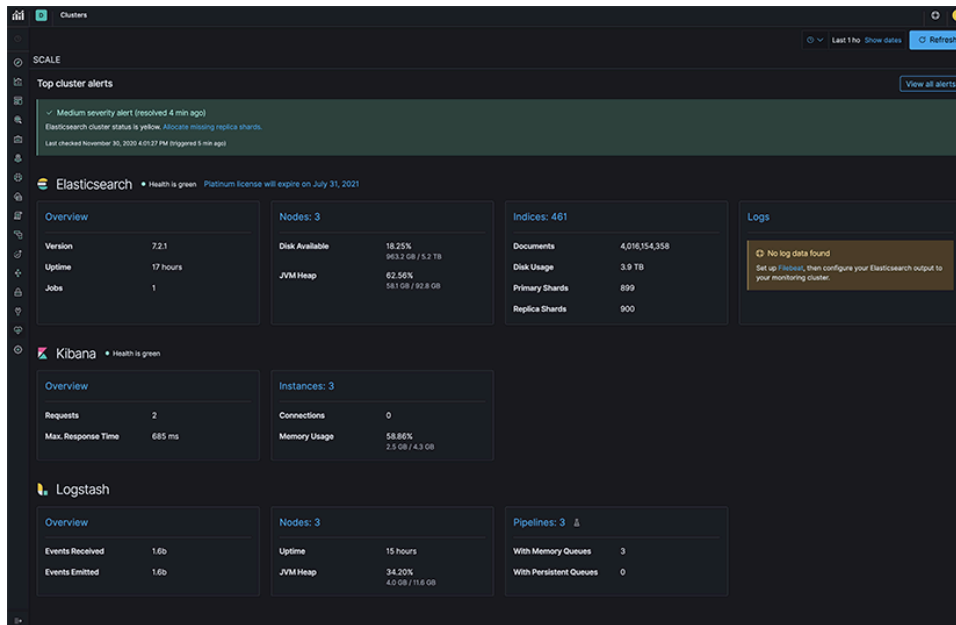 D Clusters
Last 1 ho Show dates Refresh
SCALE
Top cluster alerts
View all alerts
Medium severity alert (resolved 4 min ago)
Elasticsearch cluster status is yellow. Allocate missing replica shards.
Last checked November 30, 2020 4:01:27 PM (triggered 5 min ago)
Elasticsearch Health is green Platinum license will expire on July 31, 2021
Overview
Version 7.2.1
Uptime 17 hours
Jobs 1
Nodes: 3
Disk Available 18.25%
963.2 GB / 5.2 TB
JVM Heap 62.56%
58.1 GB / 92.8 GB
Indices: 461
Documents 4,016,154,358
Disk Usage 3.9 TB
Primary Shards 899
Replica Shards 900
Logs
No log data found
Set up Filebeat, then configure your Elasticsearch output to
your monitoring cluster.
Kibana Health is green
Overview
Requests 2
Max. Response Time 685 ms
Instances: 3
Connections 0
Memory Usage 58.86%
2.5 GB / 4.3 GB
Logstash
Overview
Events Received 1.6b
Events Emitted 1.6b
Nodes: 3
Uptime 15 hours
JVM Heap 34.20%
4.0 GB / 11.6 GB
Pipelines: 3
With Memory Queues 3
With Persistent Queues 0